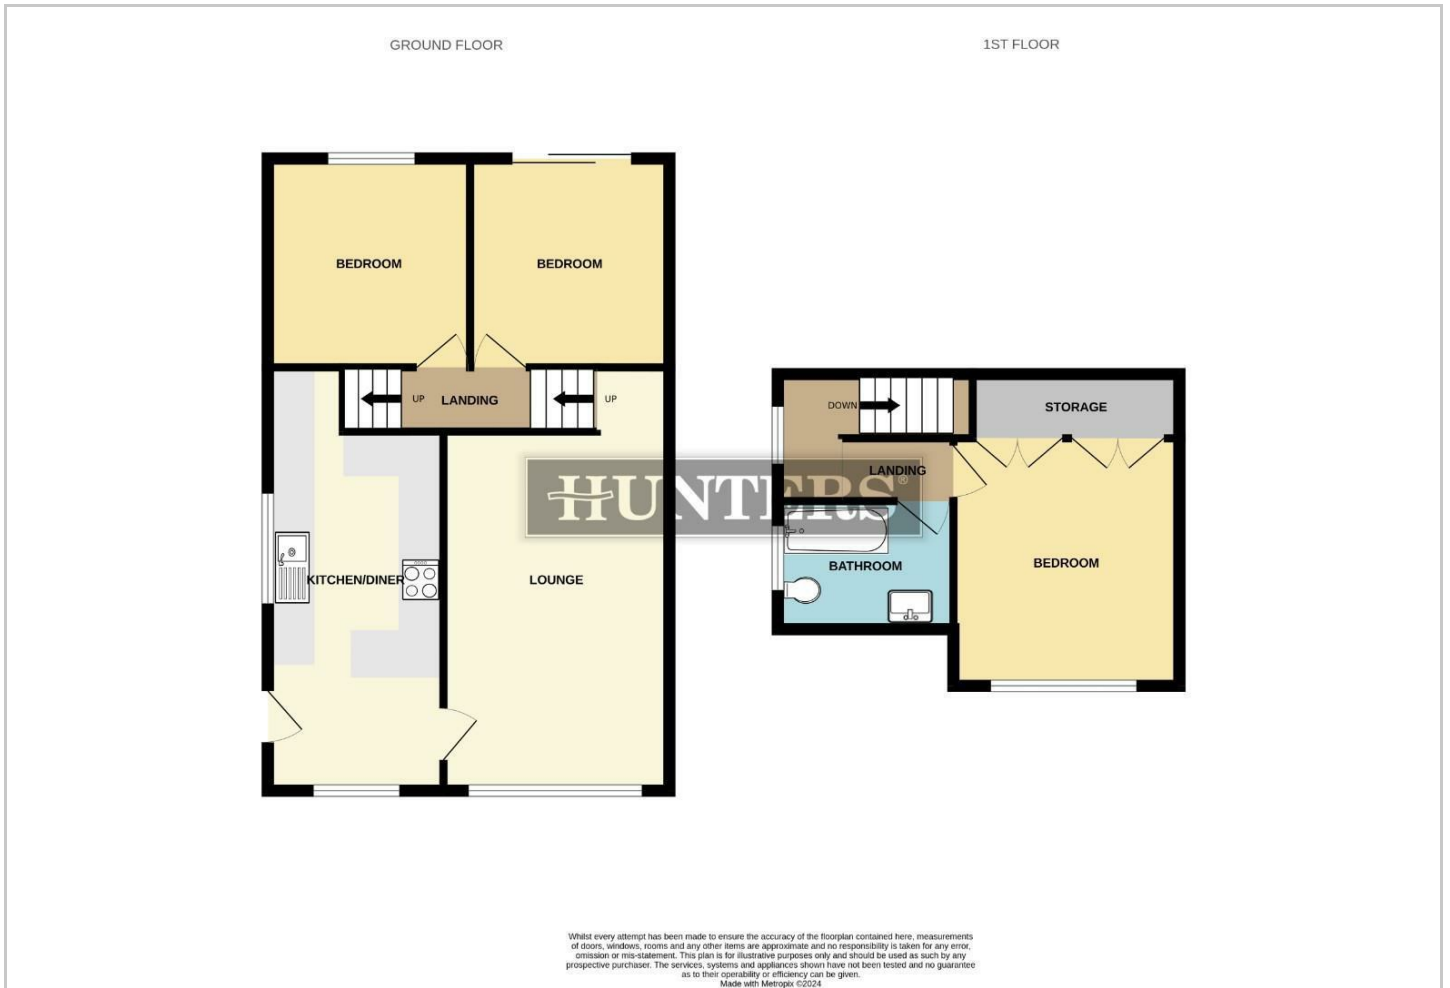 GROUND FLOOR
1ST FLOOR
BEDROOM
BEDROOM
UP
LANDING
UP
DOWN
STORAGE
LANDING
HUNTERS®
KITCHEN/DINER
LOUNGE
BATHROOM
BEDROOM
Whilst every attempt has been made to ensure the accuracy of the floorplan contained here, measurements
of doors, windows, rooms and any other items are approximate and no responsibility is taken for any error,
omission or mis-statement. This plan is for illustrative purposes only and should be used as such by any
prospective purchaser. The services, systems and appliances shown have not been tested and no guarantee
as to their operability or efficiency can be given.
Made with Metropix ©2024